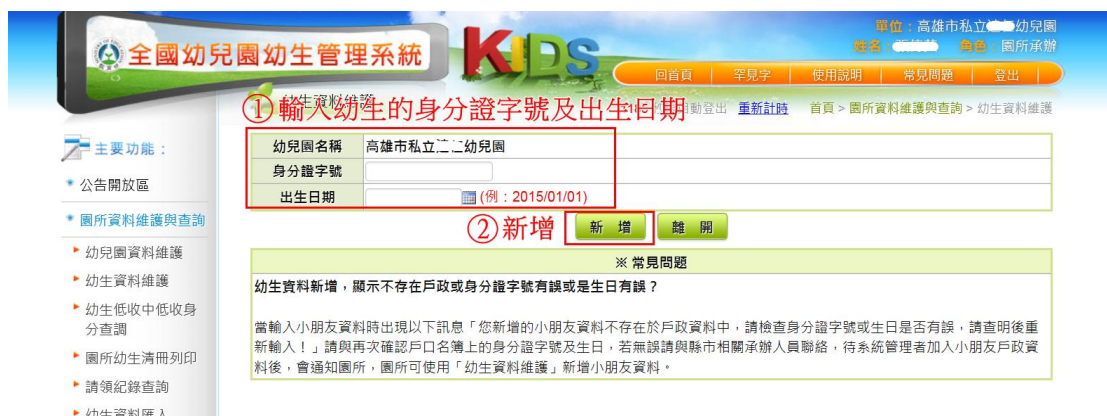 全國幼兒園幼生管理系統
KIDS
單位：高雄市私立 幼兒園
姓名： 角色：園所承辦
回首頁 罕見字 使用說明 常見問題 登出
幼生資料維護
自動登出 重新計時 首頁 > 園所資料維護與查詢 > 幼生資料維護
①輸入幼生的身分證字號及出生日期
主要功能：
公告開放區
園所資料維護與查詢
幼兒園資料維護
幼生資料維護
幼生低收中低收身
分查調
園所幼生清冊列印
請領紀錄查詢
幼生資料匯入
幼兒園名稱 高雄市私立 幼兒園
身分證字號
出生日期 (例：2015/01/01)
②新增 新 增 離 開
※ 常見問題
幼生資料新增，顯示不存在戶政或身分證字號有誤或是生日有誤？
當輸入小朋友資料時出現以下訊息「您新增的小朋友資料不存在於戶政資料中，請檢查身分證字號或生日是否有誤，請查明後重
新輸入！」請與再次確認戶口名簿上的身分證字號及生日，若無誤請與縣市相關承辦人員聯絡，待系統管理者加入小朋友戶政資
料後，會通知園所，園所可使用「幼生資料維護」新增小朋友資料。